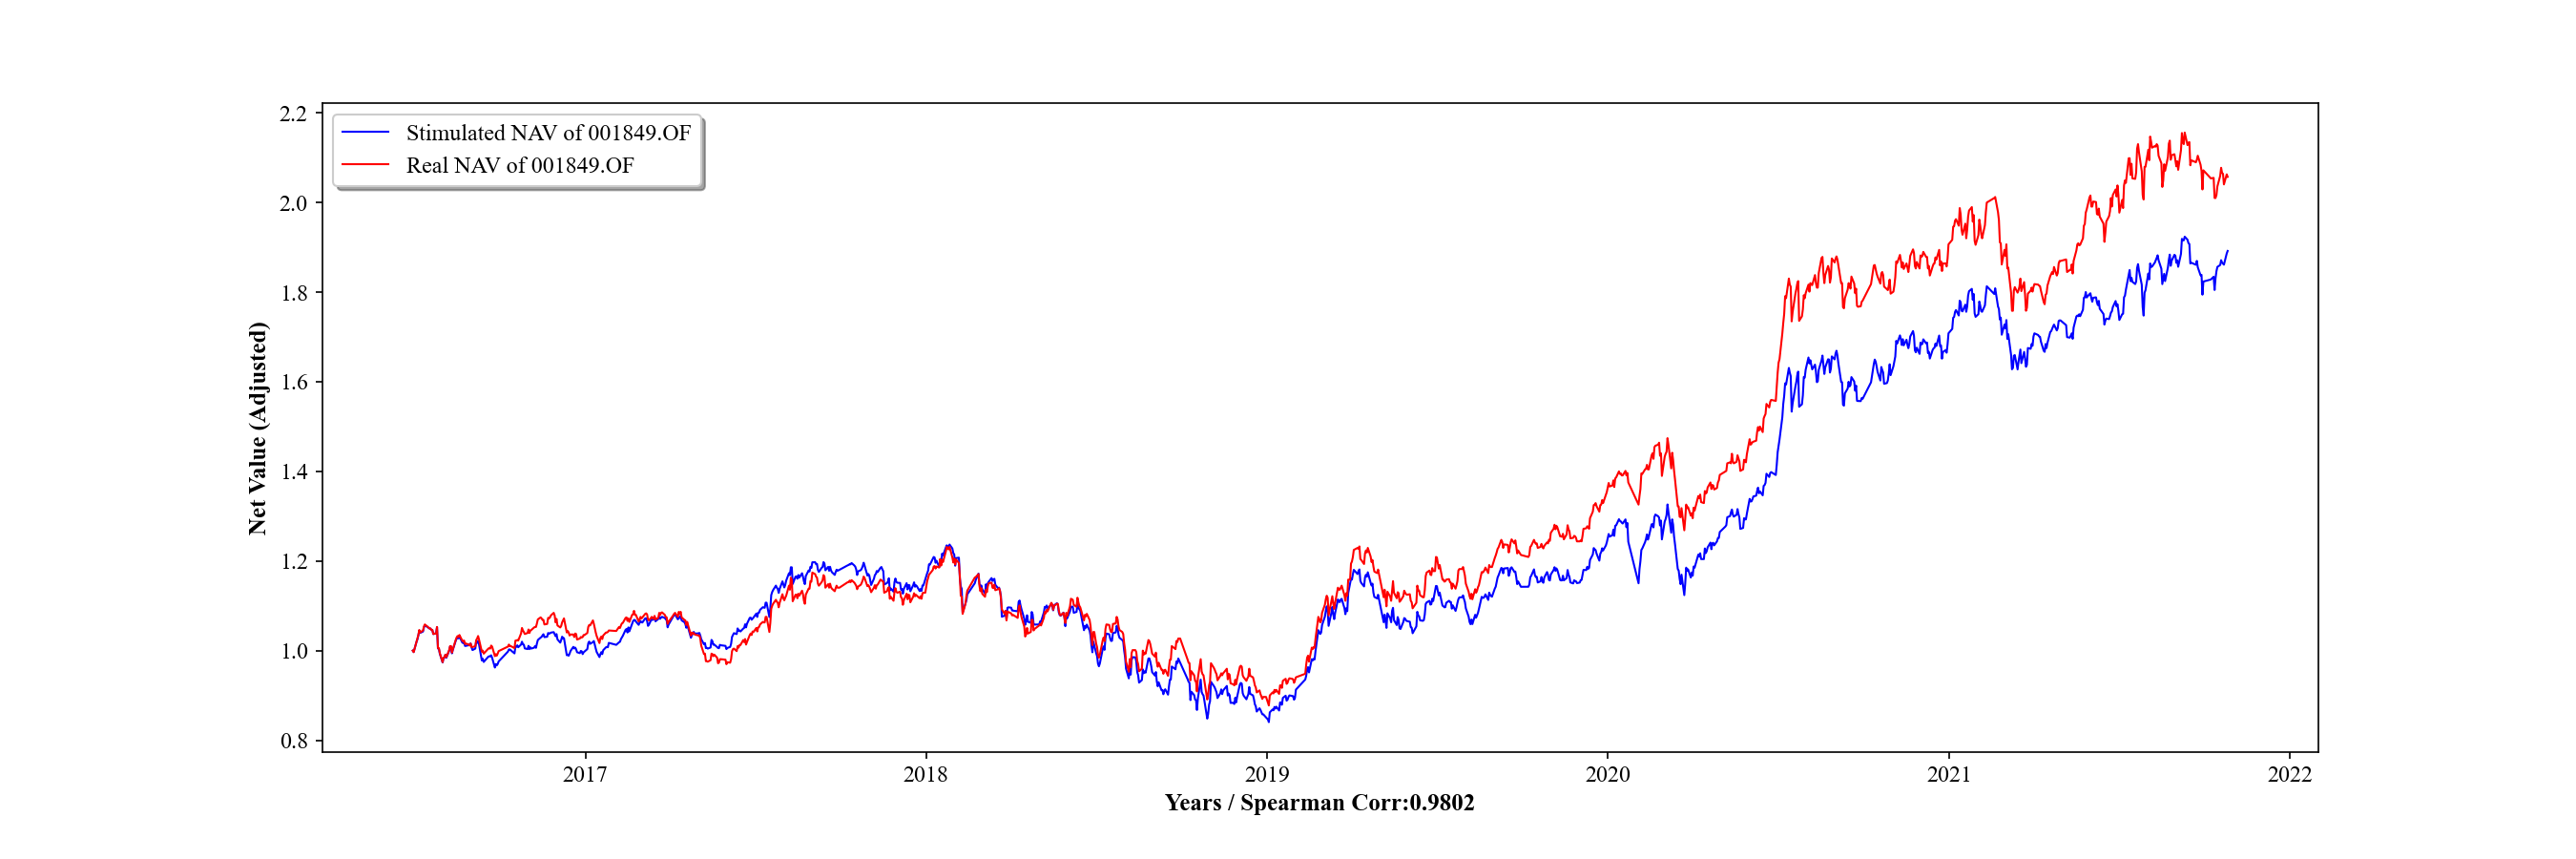 2.2
2.0
1.8
1.6
1.4
1.2
1.0
0.8
Net Value (Adjusted)
Stimulated NAV of 001849.OF
Real NAV of 001849.OF
2017 2018 2019 2020 2021 2022
Years / Spearman Corr:0.9802